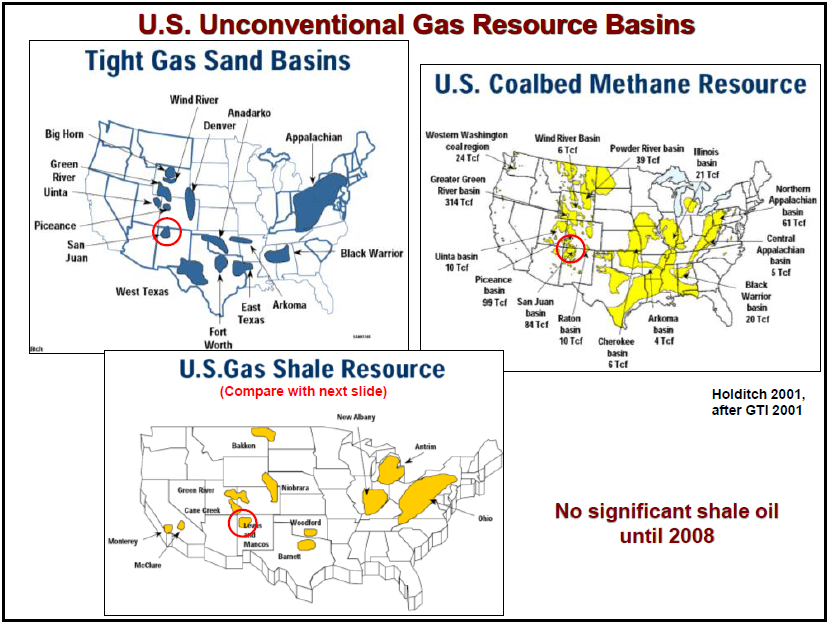 U.S. Unconventional Gas Resource Basins
Tight Gas Sand Basins
Wind River
Anadarko
Denver
Big Horn
Appalachian
Green
River
Uinta
Piceance
San
Juan
Black Warrior
West Texas
East
Texas
Arkoma
Fort
Worth
U.S. Coalbed Methane Resource
Western Washington
coal region
24 Tcf
Wind River Basin
6 Tcf
Powder River basin
39 Tcf
Illinois
basin
21 Tcf
Greater Green
River basin
314 Tcf
Northern
Appalachian
basin
61 Tcf
Central
Appalachian
basin
5 Tcf
Uinta basin
10 Tcf
Piceance
basin
99 Tcf
San Juan
basin
84 Tcf
Raton
basin
10 Tcf
Cherokee
basin
6 Tcf
Arkoma
basin
4 Tcf
Black
Warrior
basin
20 Tcf
U.S.Gas Shale Resource
(Compare with next slide)
New Albany
Bakken
Antrim
Green River
Niobrara
Cane Creek
Lewis
and
Mancos
Woodford
Ohio
Monterey
McClure
Barnett
Holditch 2001,
after GTI 2001
No significant shale oil
until 2008